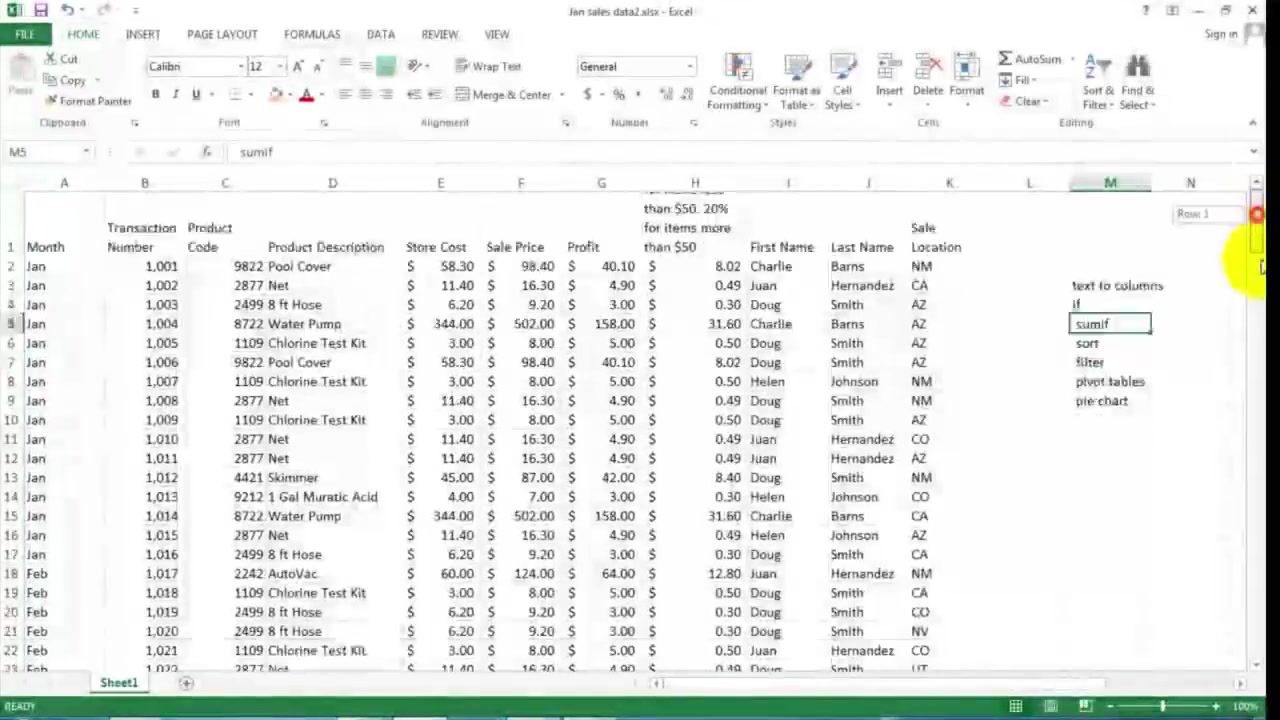 Jan sales data2.xlsx - Excel
FILE HOME INSERT PAGE LAYOUT FORMULAS DATA REVIEW VIEW Sign in
Cut
Copy
Paste
Format Painter
Calibri 12
B I U
Wrap Text
Merge & Center
General
$ %
Conditional Formatting
Format as Table
Cell Styles
Insert Delete Format
AutoSum
Fill
Clear
Sort & Filter
Find & Select
Clipboard Font Alignment Number Styles Cells Editing
M5 fx sumif
A B C D E F G H I J K L M N
than $50. 20%
Row: 1
Transaction Product for items more Sale
1 Month Number Code Product Description Store Cost Sale Price Profit than $50 First Name Last Name Location
2 Jan 1,001 9822 Pool Cover $ 58.30 $ 98.40 $ 40.10 $ 8.02 Charlie Barns NM
3 Jan 1,002 2877 Net $ 11.40 $ 16.30 $ 4.90 $ 0.49 Juan Hernandez CA text to columns
4 Jan 1,003 2499 8 ft Hose $ 6.20 $ 9.20 $ 3.00 $ 0.30 Doug Smith AZ if
5 Jan 1,004 8722 Water Pump $ 344.00 $ 502.00 $ 158.00 $ 31.60 Charlie Barns AZ sumif
6 Jan 1,005 1109 Chlorine Test Kit $ 3.00 $ 8.00 $ 5.00 $ 0.50 Doug Smith AZ sort
7 Jan 1,006 9822 Pool Cover $ 58.30 $ 98.40 $ 40.10 $ 8.02 Doug Smith AZ filter
8 Jan 1,007 1109 Chlorine Test Kit $ 3.00 $ 8.00 $ 5.00 $ 0.50 Helen Johnson NM pivot tables
9 Jan 1,008 2877 Net $ 11.40 $ 16.30 $ 4.90 $ 0.49 Doug Smith NM pie chart
10 Jan 1,009 1109 Chlorine Test Kit $ 3.00 $ 8.00 $ 5.00 $ 0.50 Doug Smith AZ
11 Jan 1,010 2877 Net $ 11.40 $ 16.30 $ 4.90 $ 0.49 Juan Hernandez CO
12 Jan 1,011 2877 Net $ 11.40 $ 16.30 $ 4.90 $ 0.49 Juan Hernandez AZ
13 Jan 1,012 4421 Skimmer $ 45.00 $ 87.00 $ 42.00 $ 8.40 Doug Smith NM
14 Jan 1,013 9212 1 Gal Muratic Acid $ 4.00 $ 7.00 $ 3.00 $ 0.30 Helen Johnson CO
15 Jan 1,014 8722 Water Pump $ 344.00 $ 502.00 $ 158.00 $ 31.60 Charlie Barns CA
16 Jan 1,015 2877 Net $ 11.40 $ 16.30 $ 4.90 $ 0.49 Helen Johnson AZ
17 Jan 1,016 2499 8 ft Hose $ 6.20 $ 9.20 $ 3.00 $ 0.30 Doug Smith CA
18 Feb 1,017 2242 AutoVac $ 60.00 $ 124.00 $ 64.00 $ 12.80 Juan Hernandez NM
19 Feb 1,018 1109 Chlorine Test Kit $ 3.00 $ 8.00 $ 5.00 $ 0.50 Doug Smith CA
20 Feb 1,019 2499 8 ft Hose $ 6.20 $ 9.20 $ 3.00 $ 0.30 Doug Smith CO
21 Feb 1,020 2499 8 ft Hose $ 6.20 $ 9.20 $ 3.00 $ 0.30 Doug Smith NV
22 Feb 1,021 1109 Chlorine Test Kit $ 3.00 $ 8.00 $ 5.00 $ 0.50 Juan Hernandez CO
23 Feb 1,022 2877 Net $ 11.40 $ 16.30 $ 4.90 $ 0.49 Doug Smith UT
Sheet1
READY 100%